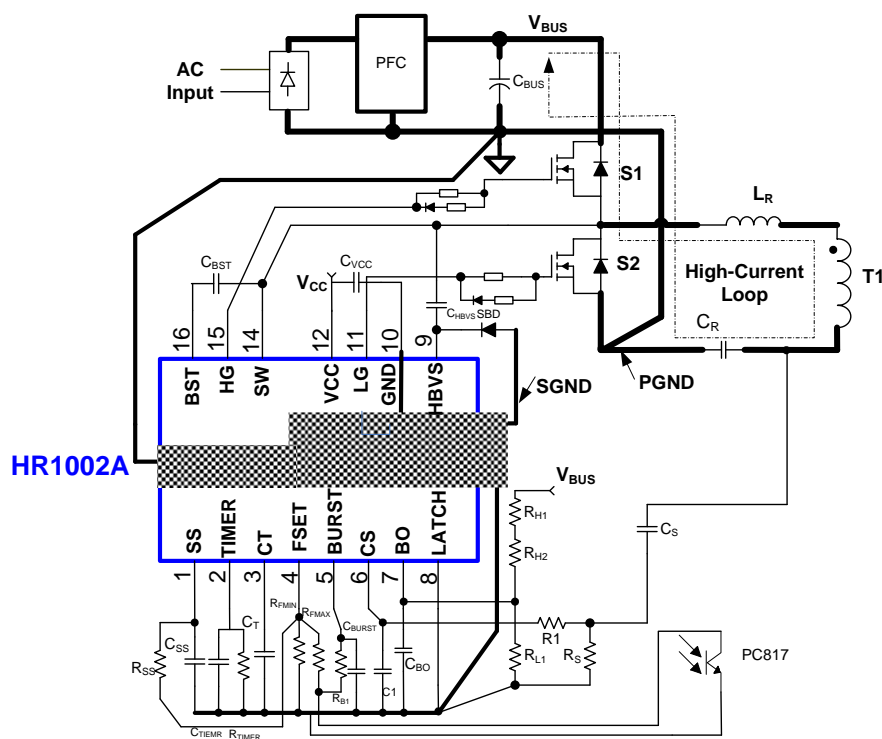 VBUS
AC
Input
PFC
CBUS
S1
LR
S2
T1
High-Current
Loop
CR
PGND
CBST
VCC
CVCC
CHBVS
SBD
16
15
14
12
11
10
9
BST
HG
SW
VCC
LG
GND
HBVS
SGND
HR1002A
VBUS
RH1
RH2
CS
SS
TIMER
CT
FSET
BURST
CS
BO
LATCH
1
2
3
4
5
6
7
8
RFMIN
RFMAX
CBURST
CSS
CT
RSS
CBO
R1
RL1
RS
PC817
RB1
C1
CTIEMR
RTIMER